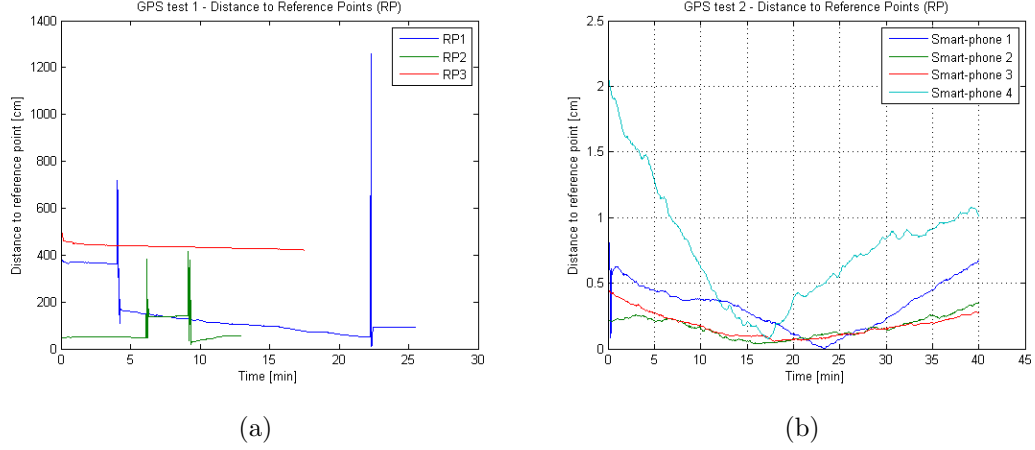 GPS test 1 - Distance to Reference Points (RP)
1400
1200
1000
800
600
400
200
0
Distance to reference point [cm]
0 5 10 15 20 25 30
Time [min]
RP1
RP2
RP3
(a)
GPS test 2 - Distance to Reference Points (RP)
2.5
2
1.5
1
0.5
0
Distance to reference point [cm]
0 5 10 15 20 25 30 35 40 45
Time [min]
Smart-phone 1
Smart-phone 2
Smart-phone 3
Smart-phone 4
(b)